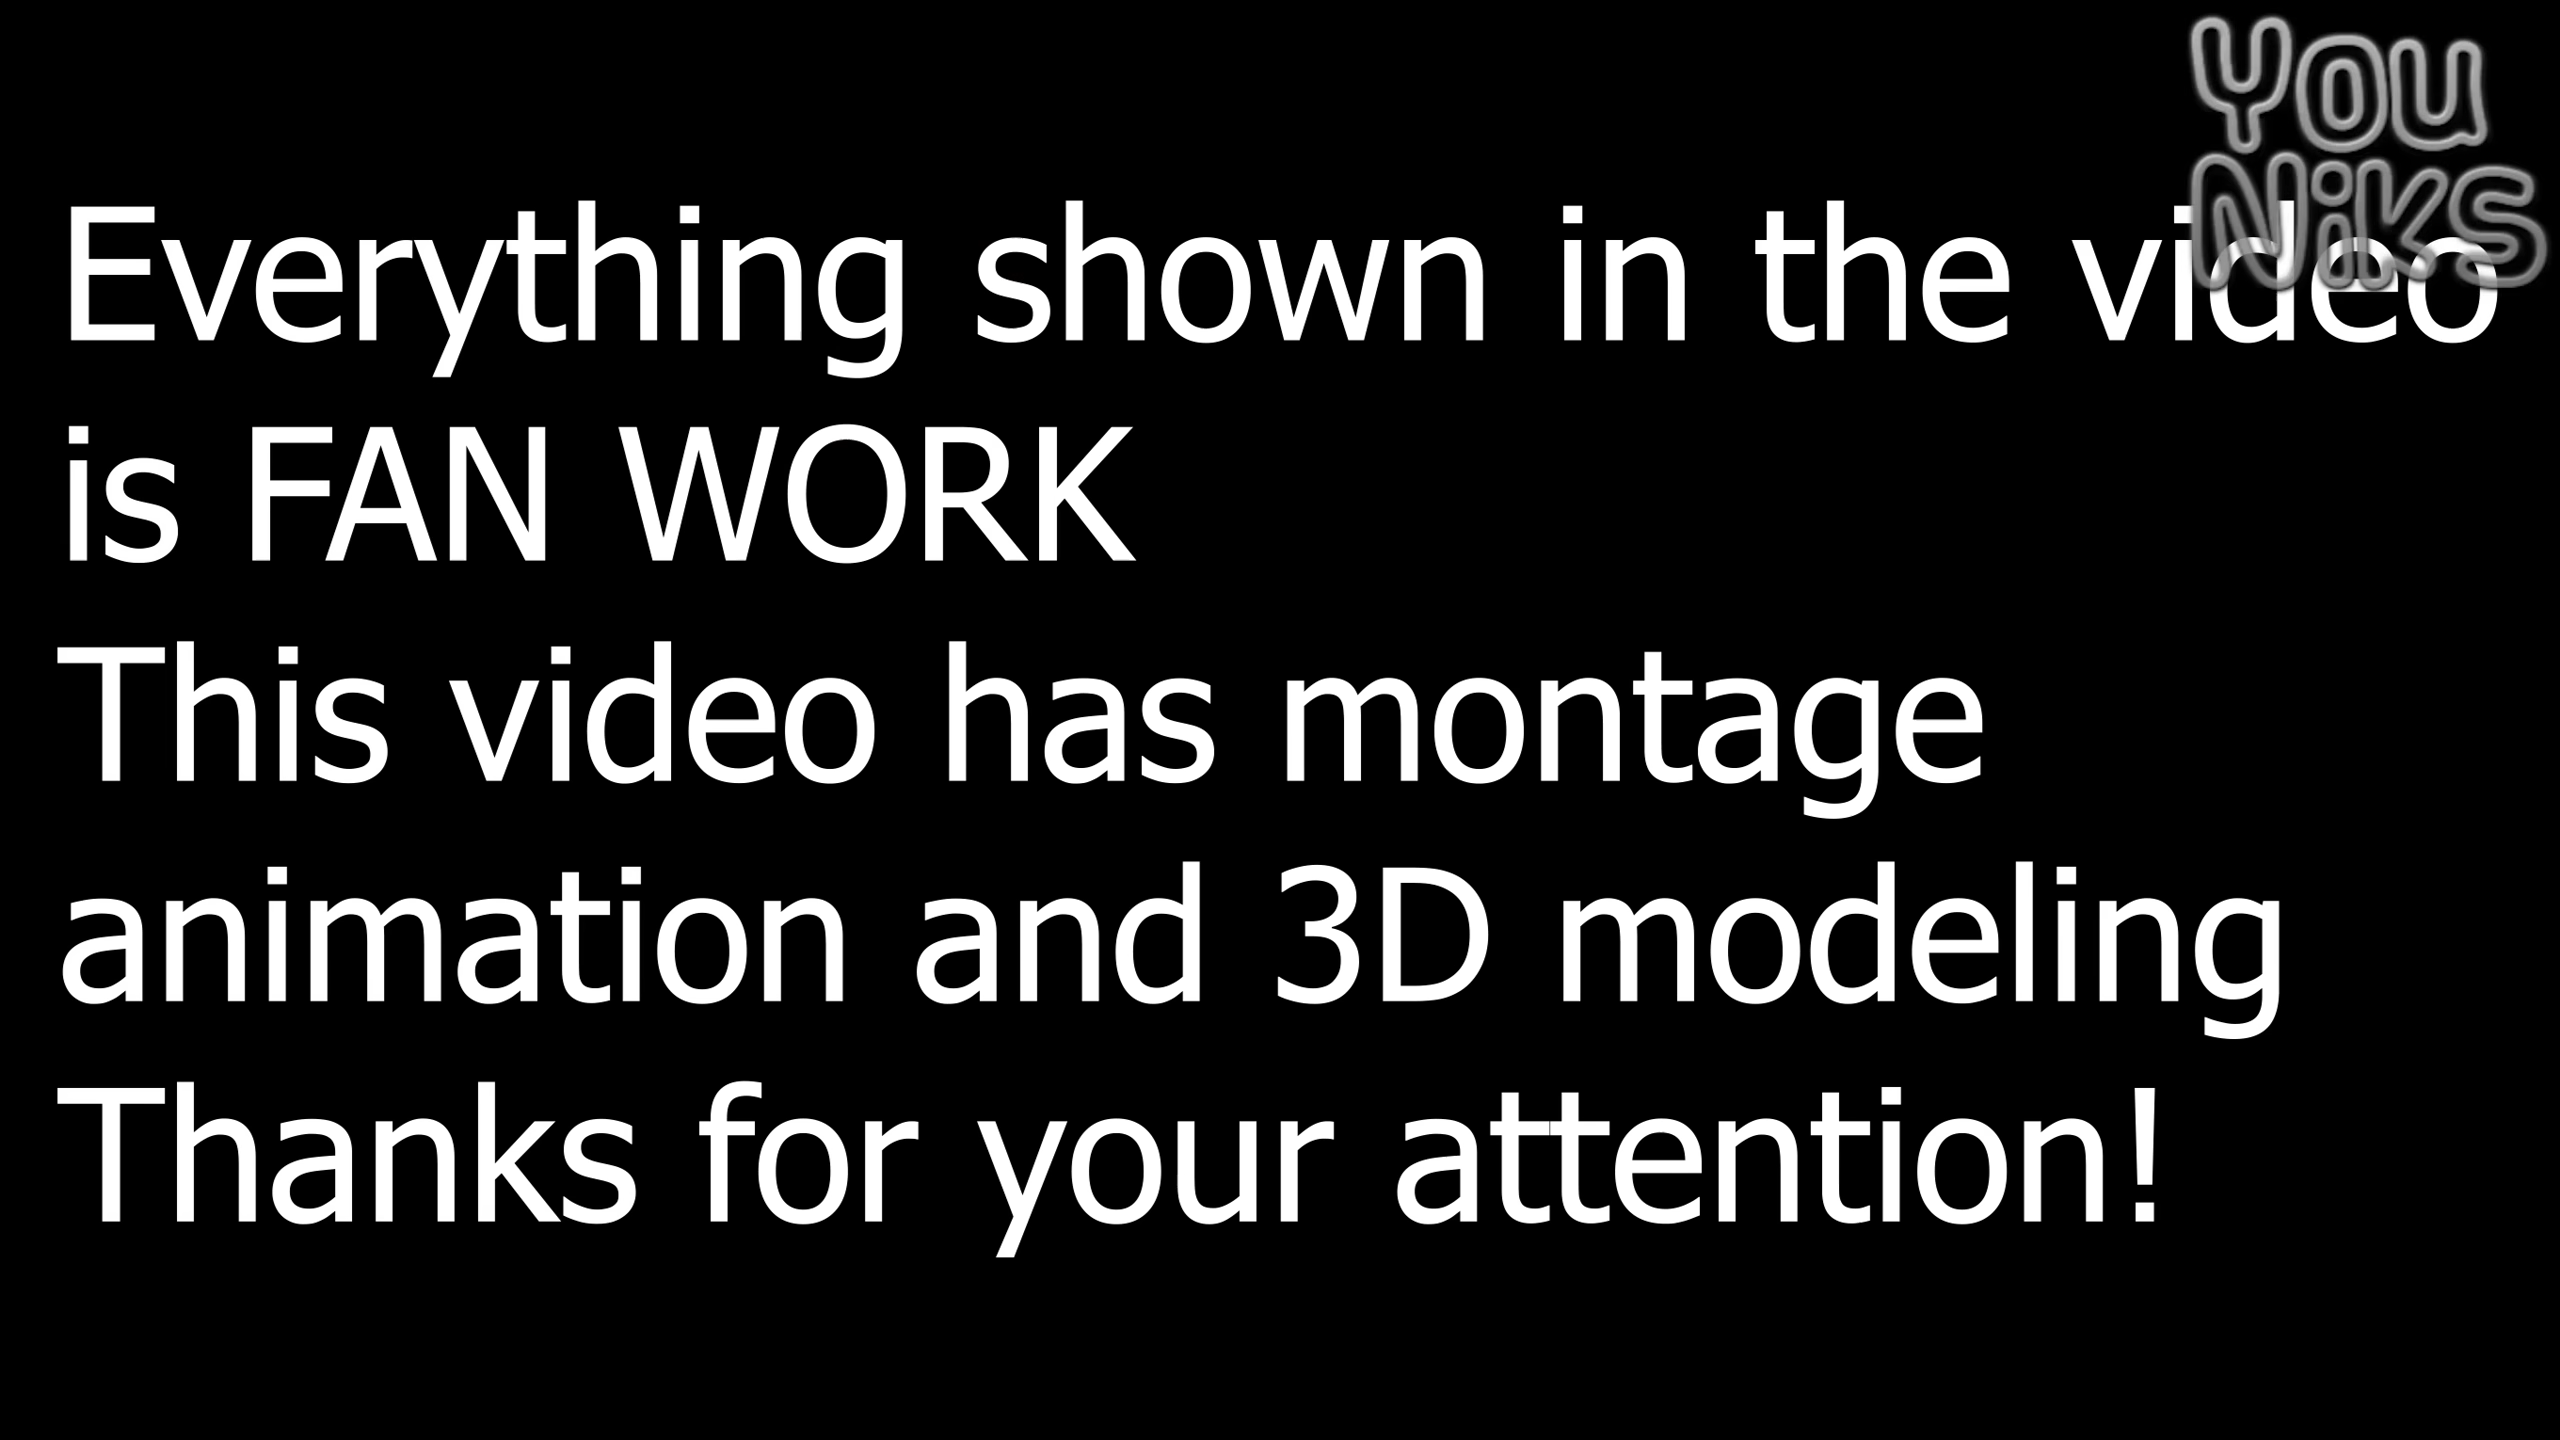 You
Niks
Everything shown in the video
is FAN WORK
This video has montage
animation and 3D modeling
Thanks for your attention!